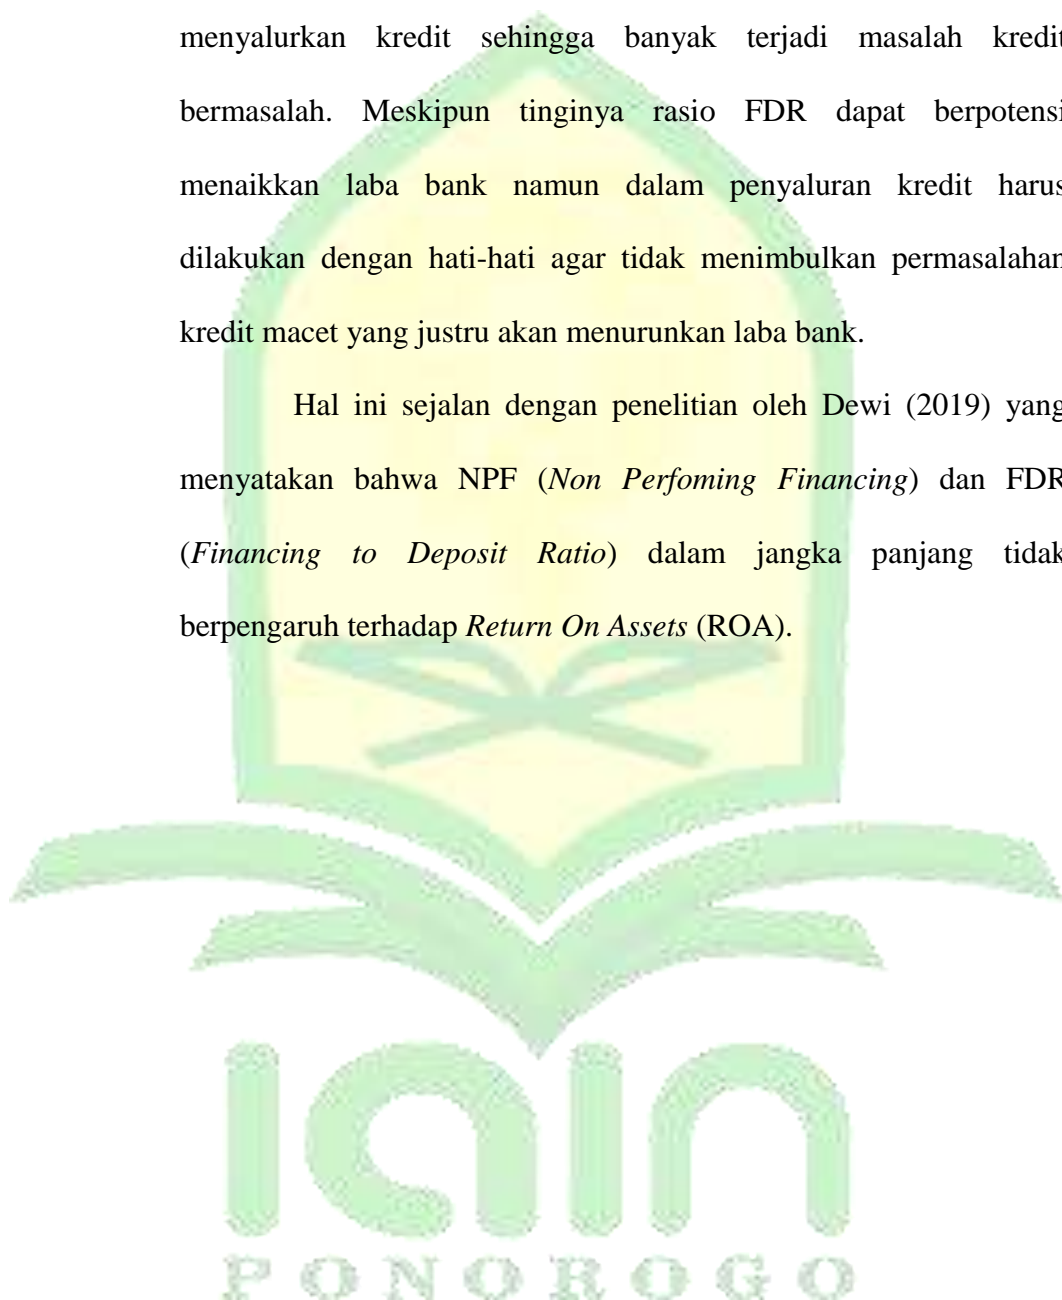 menyalurkan kredit sehingga banyak terjadi masalah kredit
bermasalah. Meskipun tingginya rasio FDR dapat berpotensi
menaikkan laba bank namun dalam penyaluran kredit harus
dilakukan dengan hati-hati agar tidak menimbulkan permasalahan
kredit macet yang justru akan menurunkan laba bank.
Hal ini sejalan dengan penelitian oleh Dewi (2019) yang
menyatakan bahwa NPF (Non Perfoming Financing) dan FDR
(Financing to Deposit Ratio) dalam jangka panjang tidak
berpengaruh terhadap Return On Assets (ROA).
iain
PONOROGO